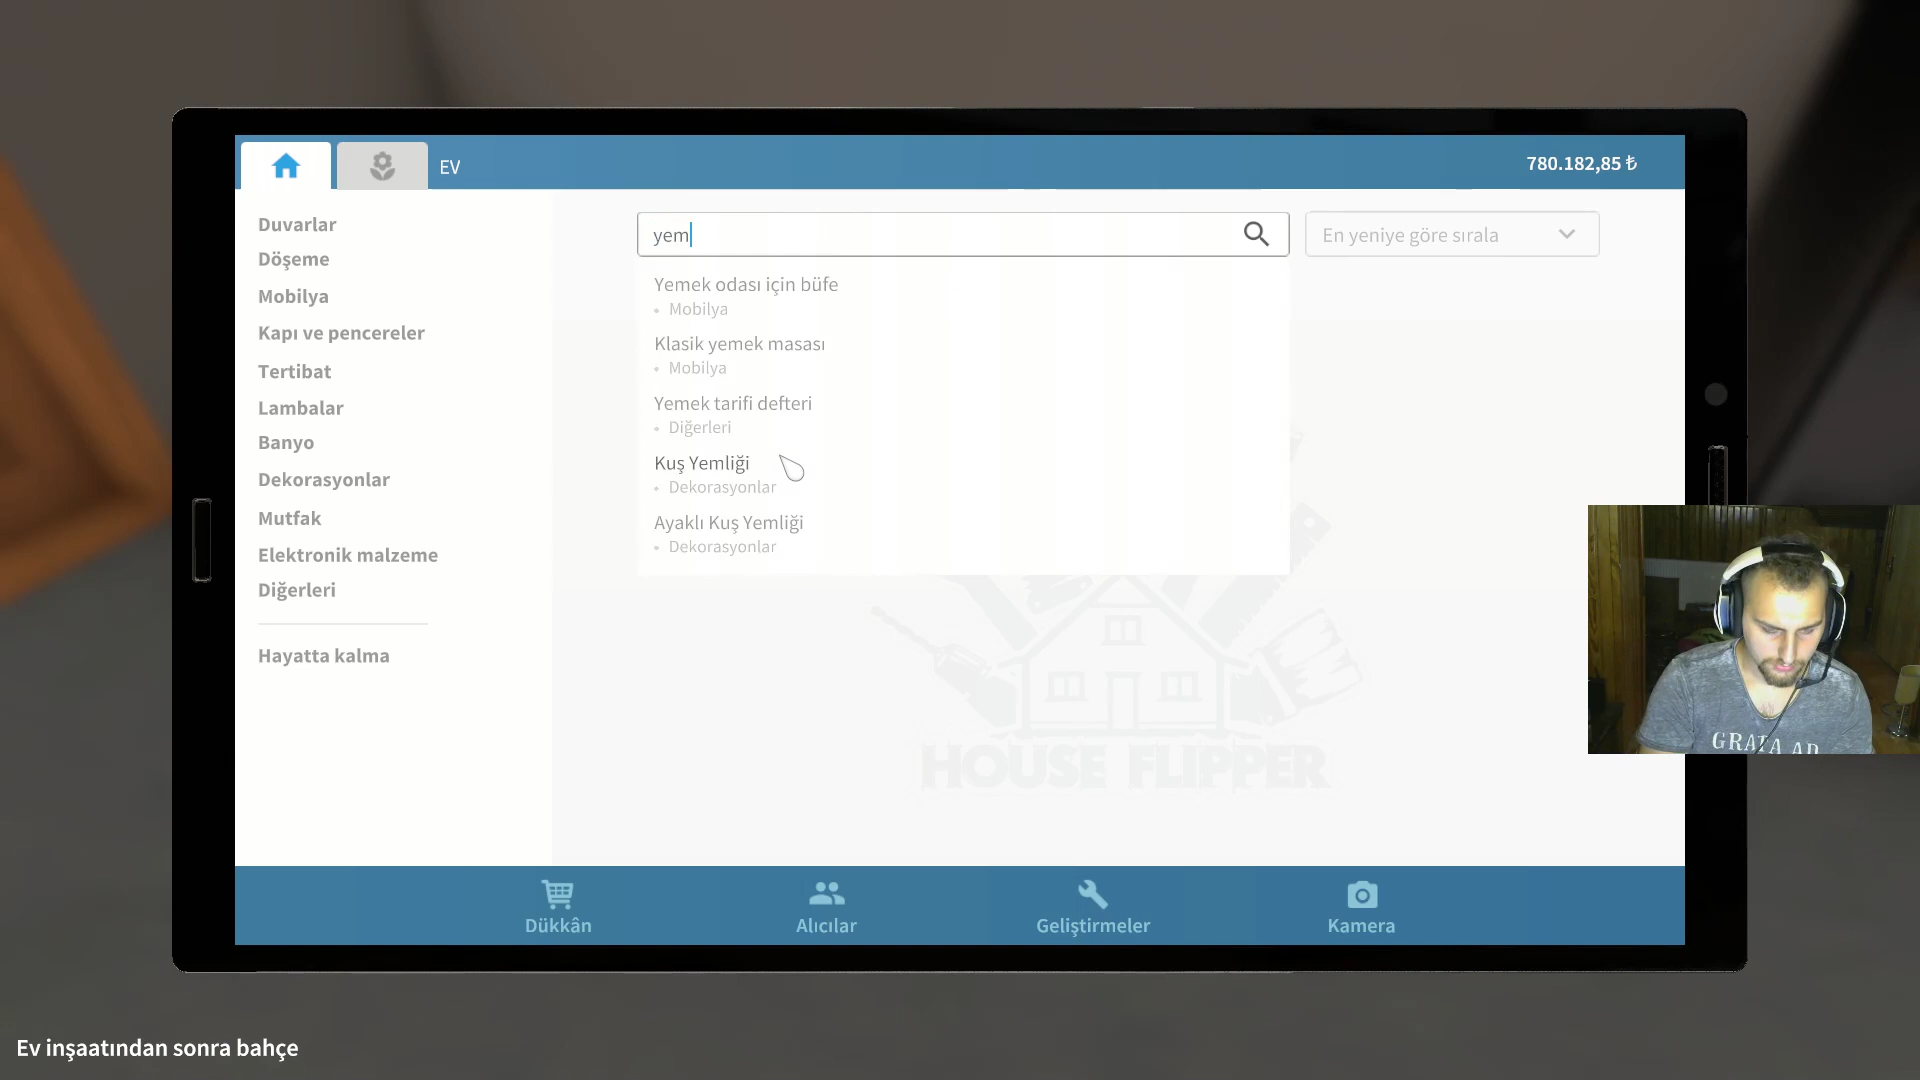 EV
780.182,85 ₺
Duvarlar
Döşeme
Mobilya
Kapı ve pencereler
Tertibat
Lambalar
Banyo
Dekorasyonlar
Mutfak
Elektronik malzeme
Diğerleri
Hayatta kalma
yem
En yeniye göre sırala
Yemek odası için büfe
• Mobilya
Klasik yemek masası
• Mobilya
Yemek tarifi defteri
• Diğerleri
Kuş Yemliği
• Dekorasyonlar
Ayaklı Kuş Yemliği
• Dekorasyonlar
HOUSE FLIPPER
GRATA AD
Dükkân
Alıcılar
Geliştirmeler
Kamera
Ev inşaatından sonra bahçe